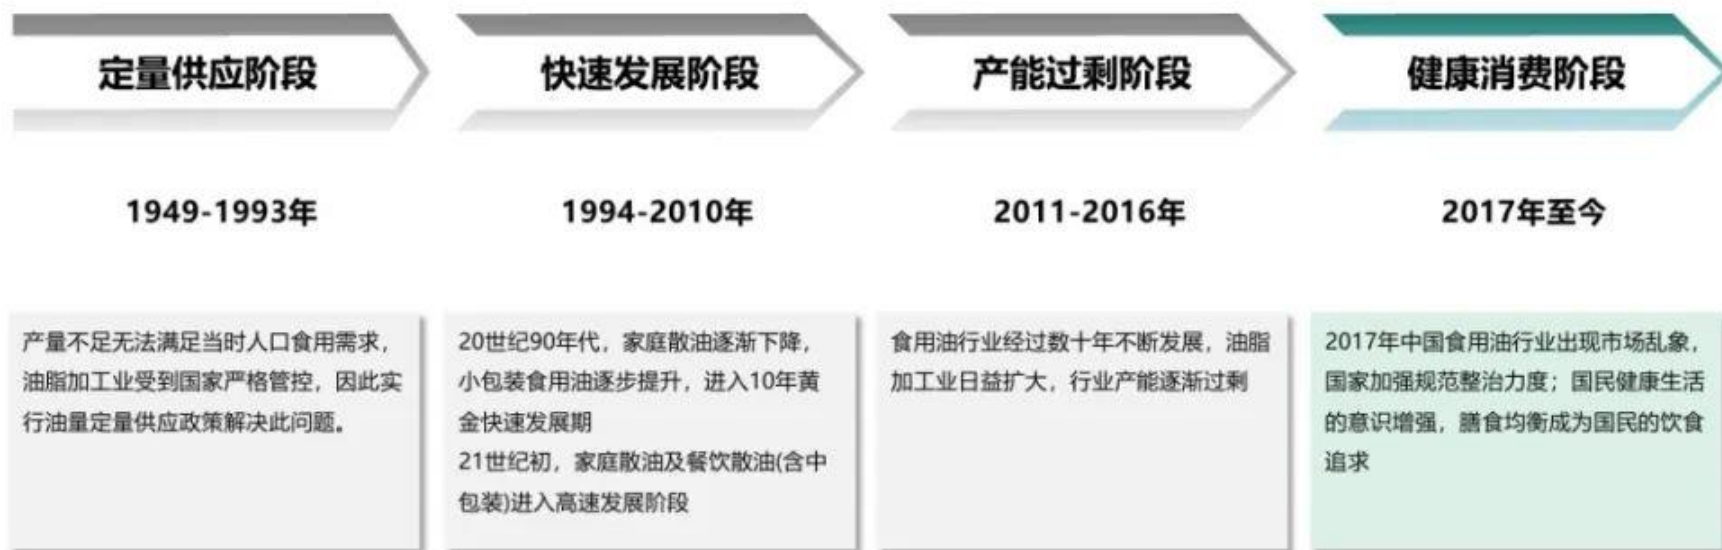 定量供应阶段
快速发展阶段
产能过剩阶段
健康消费阶段
1949-1993年
1994-2010年
2011-2016年
2017年至今
产量不足无法满足当时人口食用需求，
油脂加工业受到国家严格管控，因此实
行油量定量供应政策解决此问题。
20世纪90年代，家庭散油逐渐下降，
小包装食用油逐步提升，进入10年黄
金快速发展期
21世纪初，家庭散油及餐饮散油(含中
包装)进入高速发展阶段
食用油行业经过数十年不断发展，油脂
加工业日益扩大，行业产能逐渐过剩
2017年中国食用油行业出现市场乱象，
国家加强规范整治力度；国民健康生活
的意识增强，膳食均衡成为国民的饮食
追求